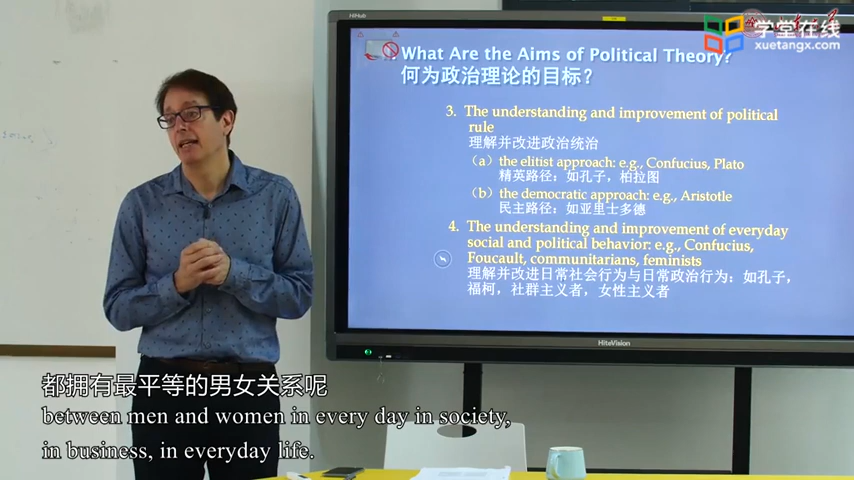 HiHub
学堂在线
xuetangx.com
What Are the Aims of Political Theory?
何为政治理论的目标？
3. The understanding and improvement of political
rule
理解并改进政治统治
（a）the elitist approach: e.g., Confucius, Plato
精英路径：如孔子，柏拉图
（b）the democratic approach: e.g., Aristotle
民主路径：如亚里士多德
4. The understanding and improvement of everyday
social and political behavior: e.g., Confucius,
Foucault, communitarians, feminists
理解并改进日常社会行为与日常政治行为：如孔子，
福柯，社群主义者，女性主义者
HiteVision
都拥有最平等的男女关系呢
between men and women in every day in society,
in business, in everyday life.